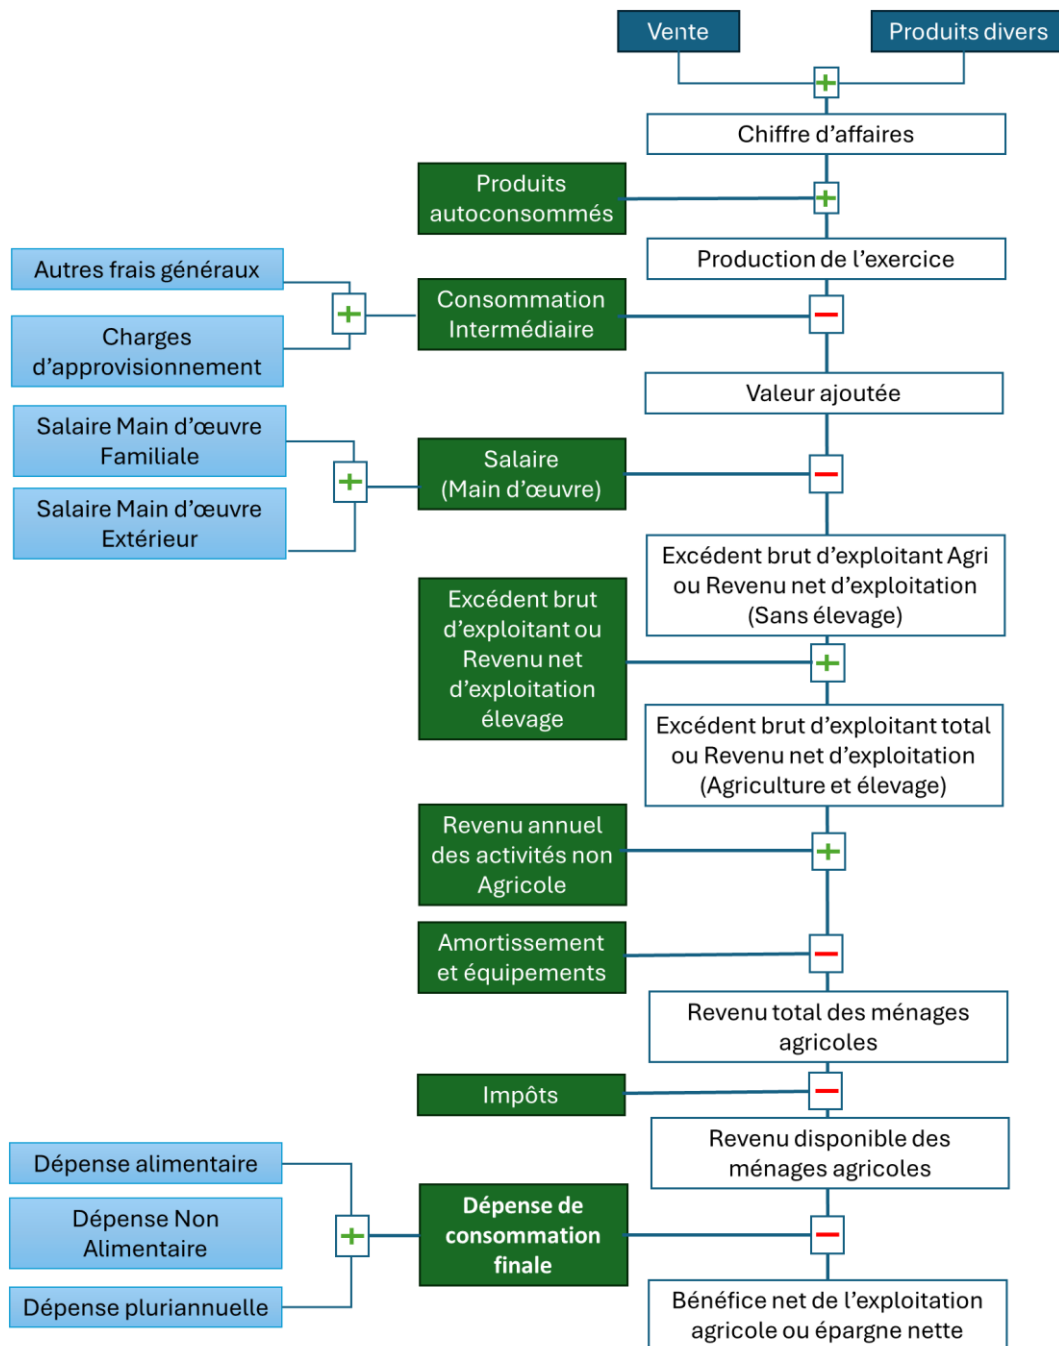 Vente
Produits divers
+
Chiffre d'affaires
Produits
autoconsommés
+
Production de l'exercice
Autres frais généraux
+
Charges
d'approvisionnement
Consommation
Intermédiaire
−
Valeur ajoutée
Salaire Main d'œuvre
Familiale
+
Salaire Main d'œuvre
Extérieur
Salaire
(Main d'œuvre)
−
Excédent brut d'exploitant Agri
ou Revenu net d'exploitation
(Sans élevage)
Excédent brut
d'exploitant ou
Revenu net
d'exploitation
élevage
+
Excédent brut d'exploitant total
ou Revenu net d'exploitation
(Agriculture et élevage)
Revenu annuel
des activités non
Agricole
+
Amortissement
et équipements
−
Revenu total des ménages
agricoles
Impôts
−
Revenu disponible des
ménages agricoles
Dépense alimentaire
Dépense Non
Alimentaire
+
Dépense pluriannuelle
Dépense de
consommation
finale
−
Bénéfice net de l'exploitation
agricole ou épargne nette